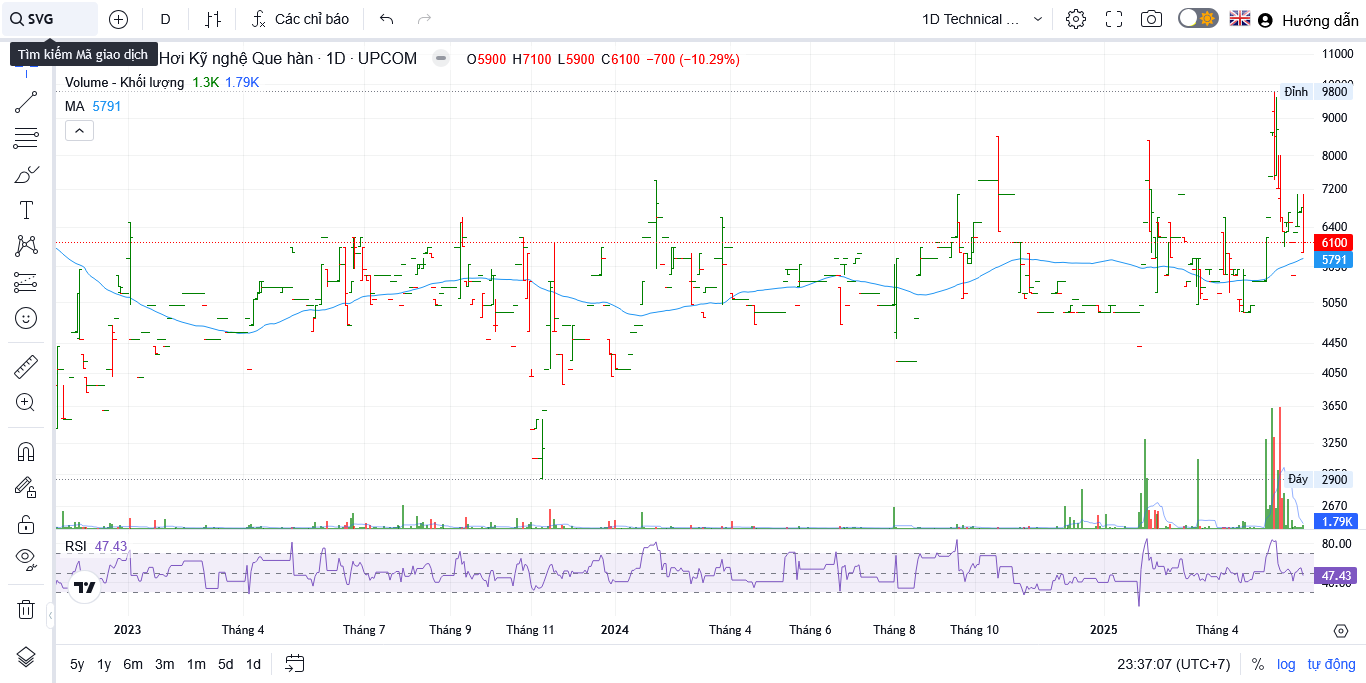 SVG
D
Các chỉ báo
1D Technical ...
Hướng dẫn
Tìm kiếm Mã giao dịch
Hơi Kỹ nghệ Que hàn · 1D · UPCOM
O5900 H7100 L5900 C6100 −700 (−10.29%)
Volume - Khối lượng 1.3K 1.79K
MA 5791
11000
Đỉnh 9800
9000
8000
7200
6400
6100
5791
5050
4450
4050
3650
3250
Đáy 2900
2670
1.79K
RSI 47.43
80.00
47.43
2023 Tháng 4 Tháng 7 Tháng 9 Tháng 11 2024 Tháng 4 Tháng 6 Tháng 8 Tháng 10 2025 Tháng 4
5y 1y 6m 3m 1m 5d 1d
23:37:07 (UTC+7) % log tự động